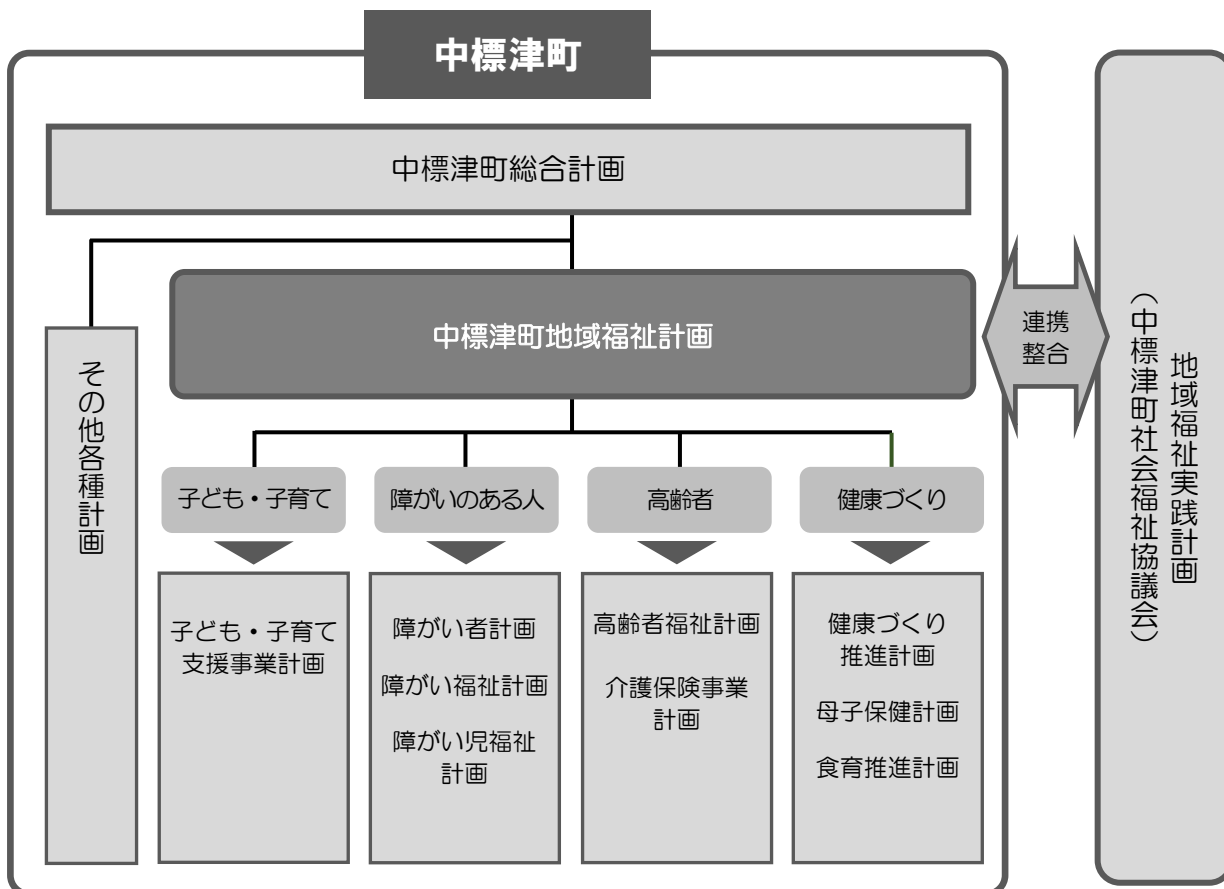 中標津町
中標津町総合計画
中標津町地域福祉計画
連携
整合
その他各種計画
子ども・子育て
障がいのある人
高齢者
健康づくり
子ども・子育て
支援事業計画
障がい者計画
障がい福祉計画
障がい児福祉
計画
高齢者福祉計画
介護保険事業
計画
健康づくり
推進計画
母子保健計画
食育推進計画
地域福祉実践計画
（中標津町社会福祉協議会）